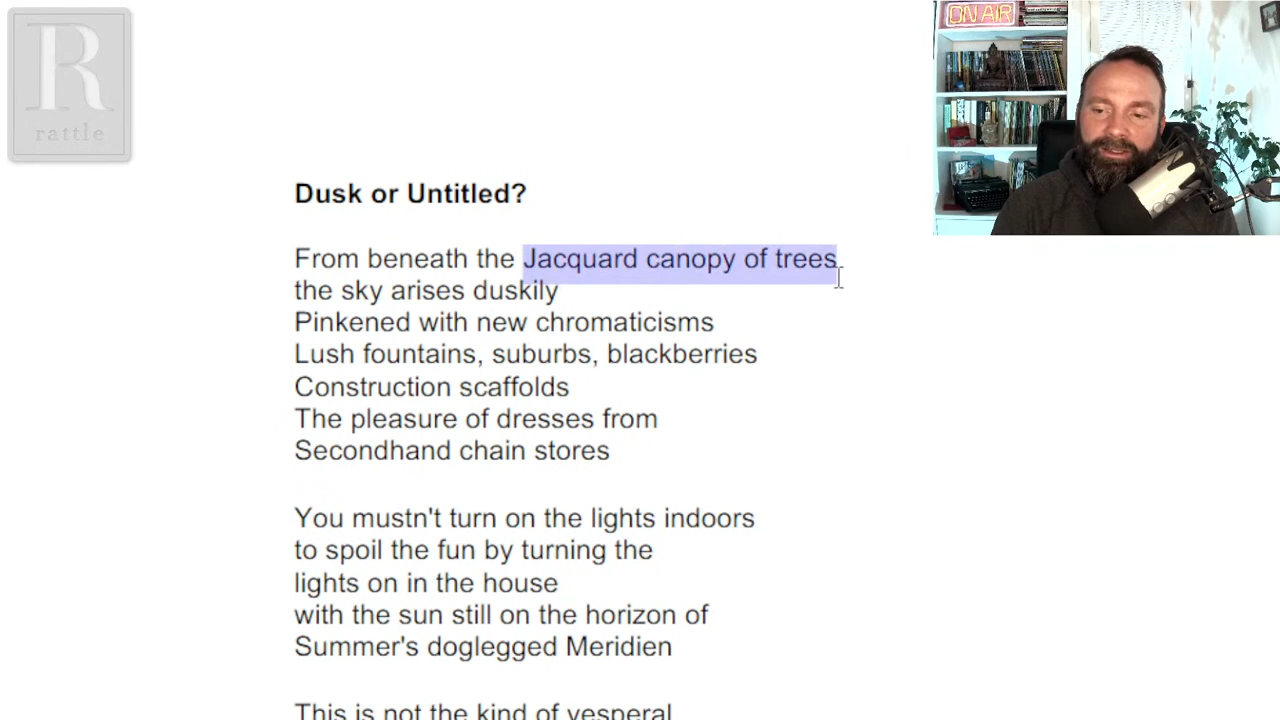 R
rattle
ON AIR
Dusk or Untitled?
From beneath the Jacquard canopy of trees
the sky arises duskily
Pinkened with new chromaticisms
Lush fountains, suburbs, blackberries
Construction scaffolds
The pleasure of dresses from
Secondhand chain stores
You mustn't turn on the lights indoors
to spoil the fun by turning the
lights on in the house
with the sun still on the horizon of
Summer's doglegged Meridien
This is not the kind of vesperal